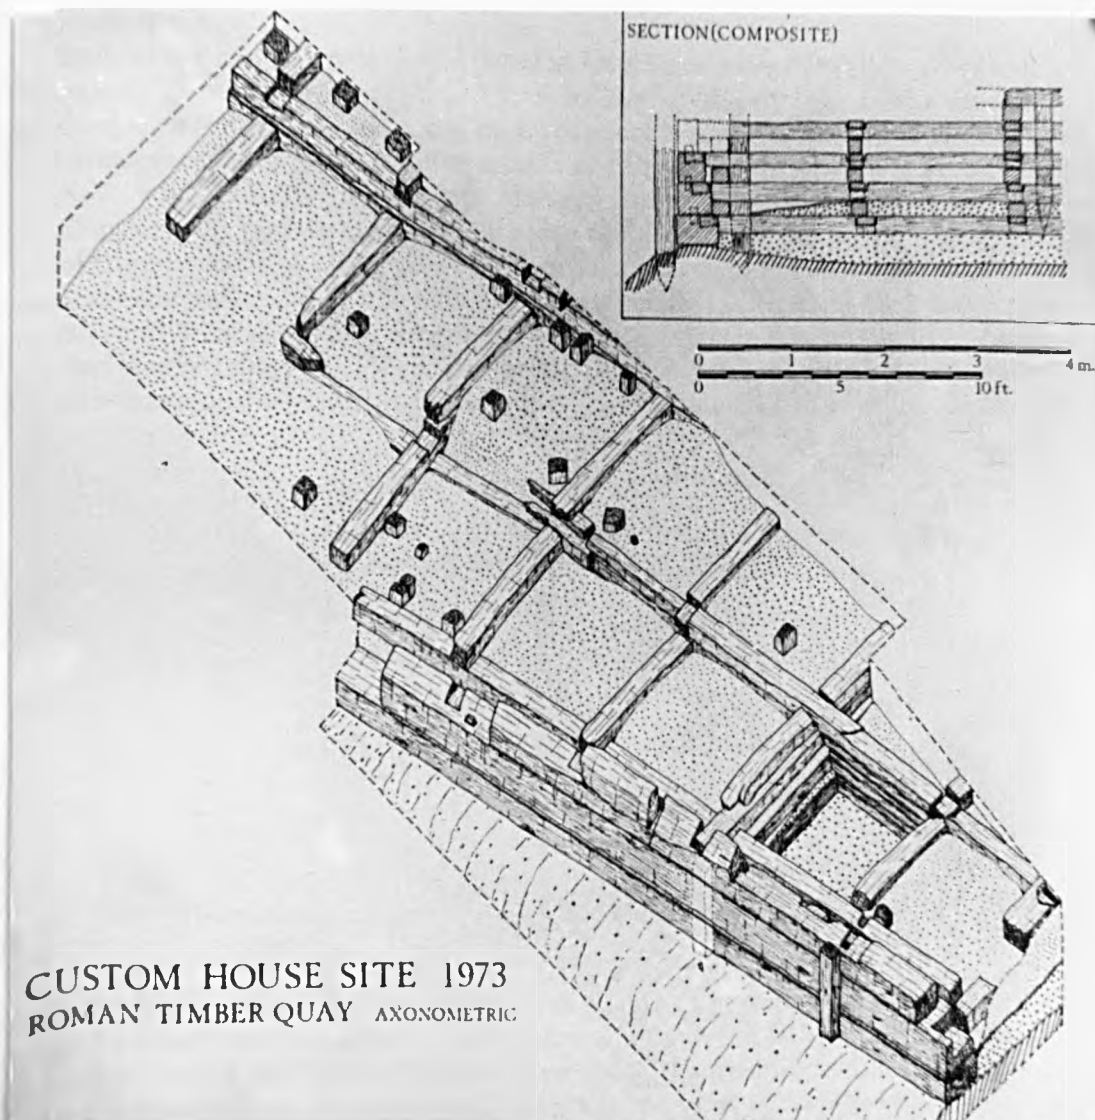 SECTION(COMPOSITE)
0 1 2 3 4 m.
0 5 10 ft.
CUSTOM HOUSE SITE 1973
ROMAN TIMBER QUAY AXONOMETRIC